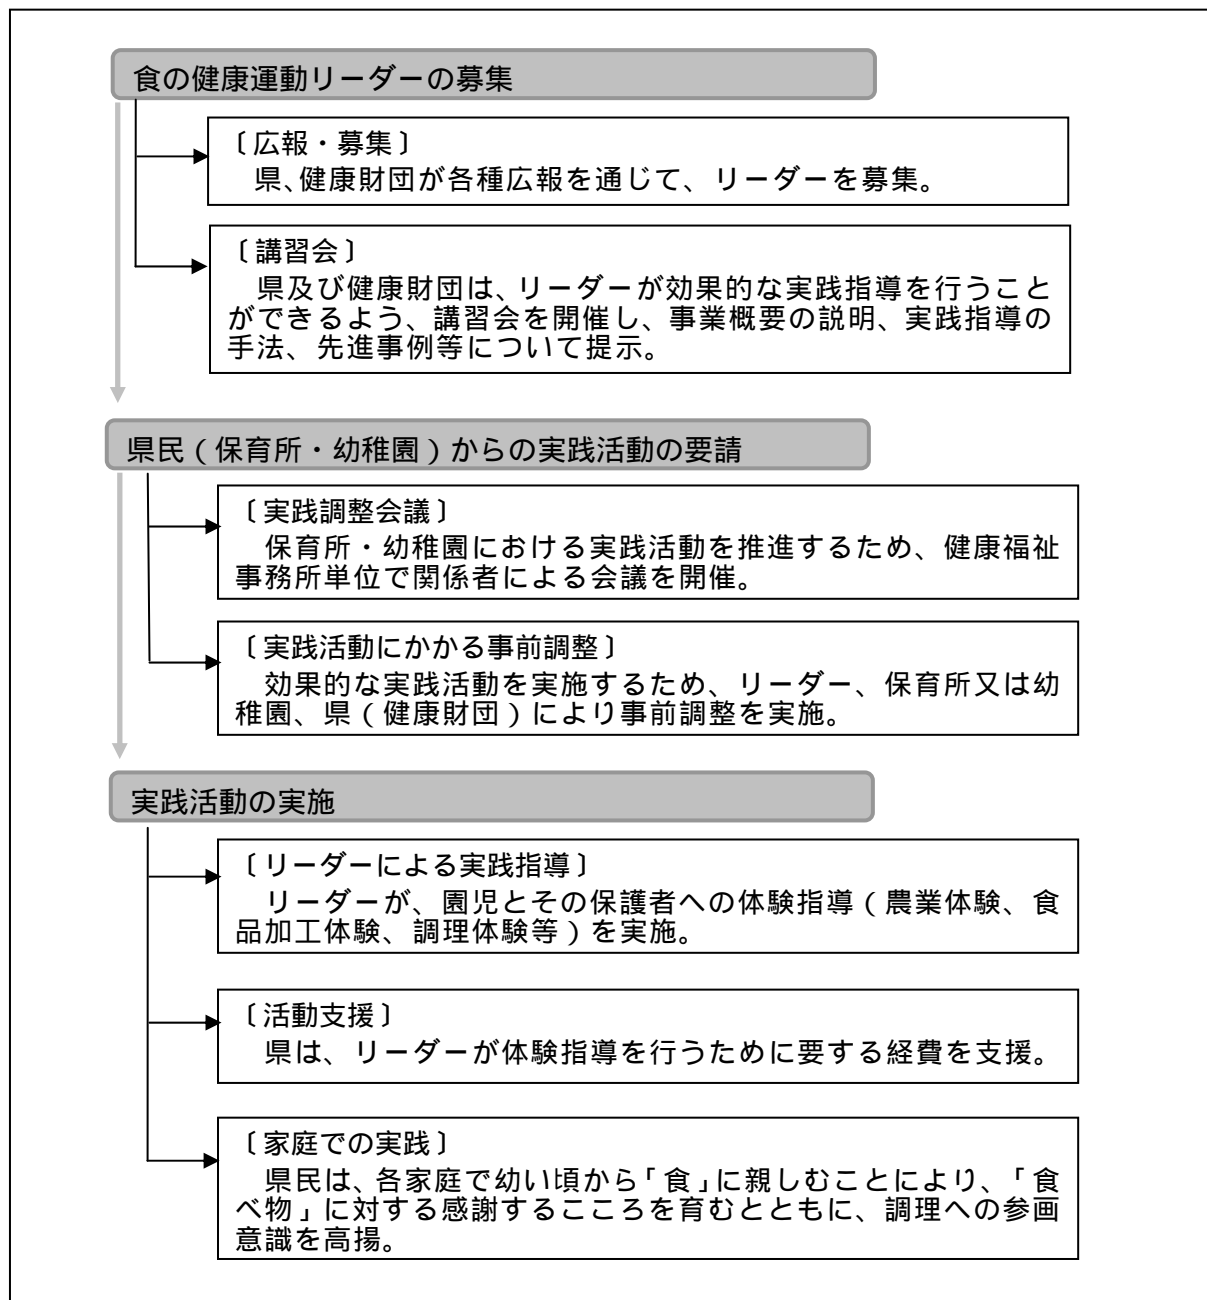 食の健康運動リーダーの募集
〔広報・募集〕
県、健康財団が各種広報を通じて、リーダーを募集。
〔講習会〕
県及び健康財団は、リーダーが効果的な実践指導を行うこと
ができるよう、講習会を開催し、事業概要の説明、実践指導の
手法、先進事例等について提示。
県民（保育所・幼稚園）からの実践活動の要請
〔実践調整会議〕
保育所・幼稚園における実践活動を推進するため、健康福祉
事務所単位で関係者による会議を開催。
〔実践活動にかかる事前調整〕
効果的な実践活動を実施するため、リーダー、保育所又は幼
稚園、県（健康財団）により事前調整を実施。
実践活動の実施
〔リーダーによる実践指導〕
リーダーが、園児とその保護者への体験指導（農業体験、食
品加工体験、調理体験等）を実施。
〔活動支援〕
県は、リーダーが体験指導を行うために要する経費を支援。
〔家庭での実践〕
県民は、各家庭で幼い頃から「食」に親しむことにより、「食
べ物」に対する感謝するこころを育むとともに、調理への参画
意識を高揚。